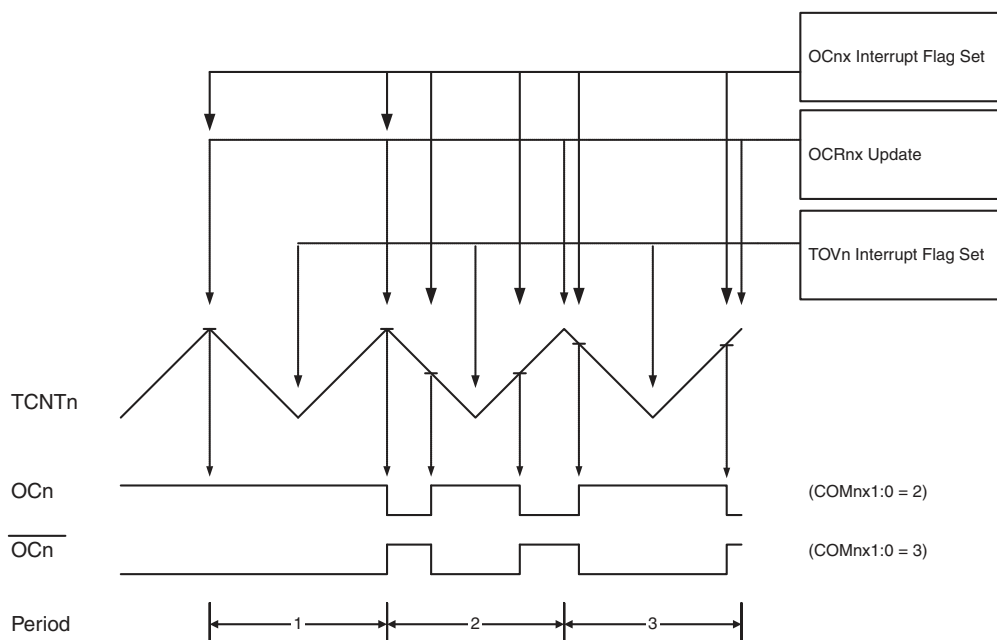 OCnx Interrupt Flag Set
OCRnx Update
TOVn Interrupt Flag Set
TCNTn
OCn (COMnx1:0 = 2)
OCn (COMnx1:0 = 3)
Period 1 2 3